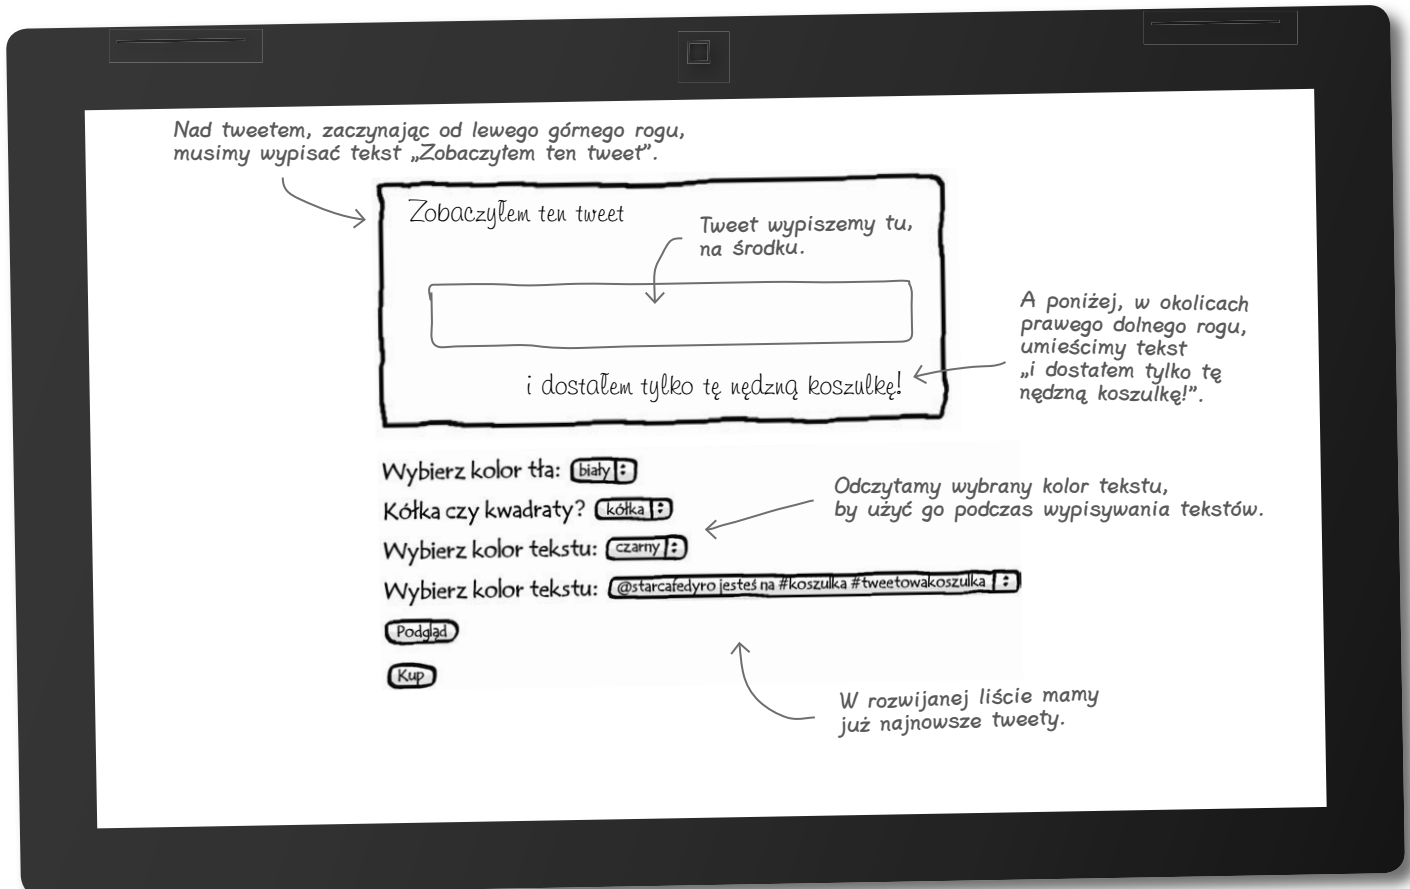 Nad tweetem, zaczynając od lewego górnego rogu,
musimy wypisać tekst „Zobaczyłem ten tweet”.
Zobaczyłem ten tweet
Tweet wypiszemy tu,
na środku.
i dostałem tylko tę nędzną koszulkę!
A poniżej, w okolicach
prawego dolnego rogu,
umieścimy tekst
„i dostałem tylko tę
nędzną koszulkę!”.
Wybierz kolor tła: biały
Kółka czy kwadraty? kółka
Wybierz kolor tekstu: czarny
Odczytamy wybrany kolor tekstu,
by użyć go podczas wypisywania tekstów.
Wybierz kolor tekstu: @starcafedyro jesteś na #koszulka #tweetowakoszulka
Podgląd
Kup
W rozwijanej liście mamy
już najnowsze tweety.